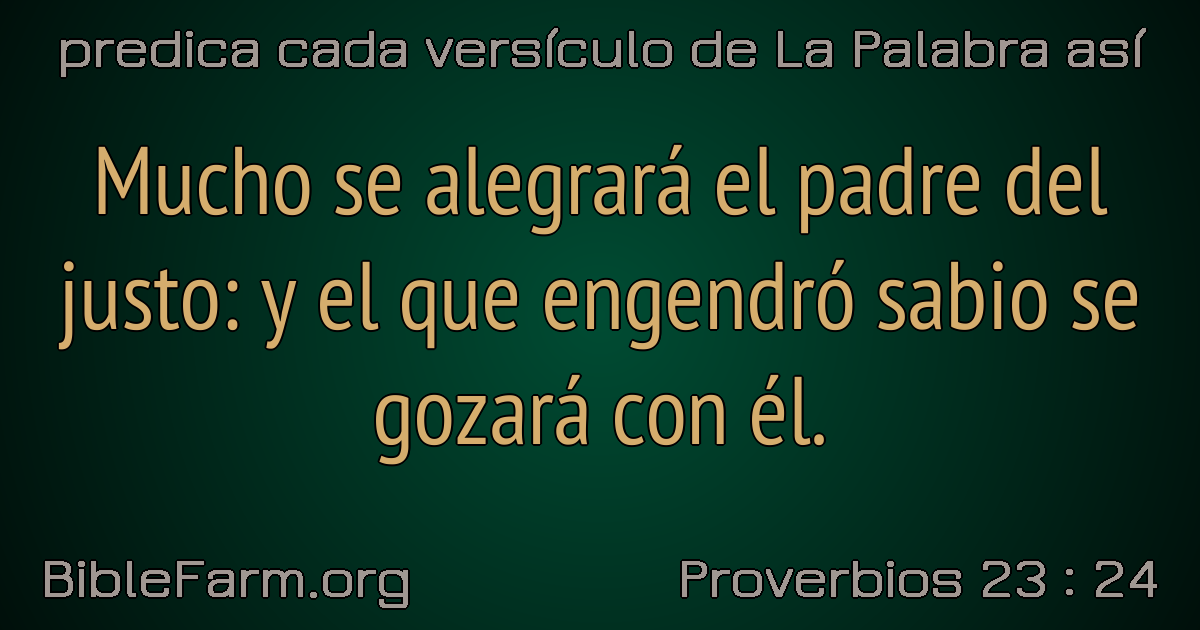 predica cada versículo de La Palabra así
Mucho se alegrará el padre del
justo: y el que engendró sabio se
gozará con él.
BibleFarm.org
Proverbios 23 : 24